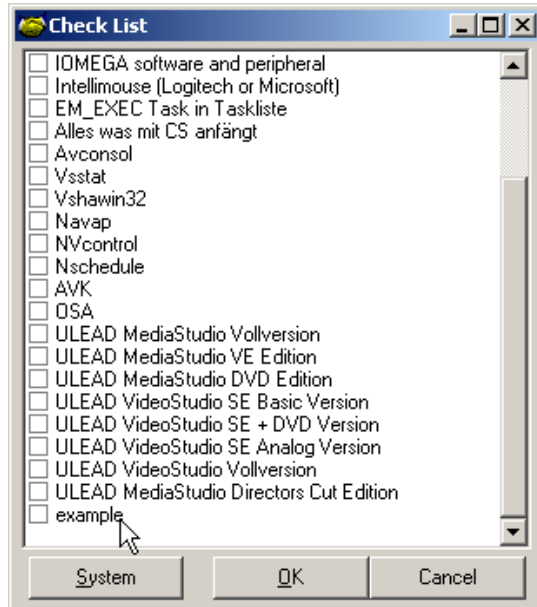 Check List
IOMEGA software and peripheral
Intellimouse (Logitech or Microsoft)
EM_EXEC Task in Taskliste
Alles was mit CS anfängt
Avconsol
Vsstat
Vshawin32
Navap
NVcontrol
Nschedule
AVK
OSA
ULEAD MediaStudio Vollversion
ULEAD MediaStudio VE Edition
ULEAD MediaStudio DVD Edition
ULEAD VideoStudio SE Basic Version
ULEAD VideoStudio SE + DVD Version
ULEAD VideoStudio SE Analog Version
ULEAD VideoStudio Vollversion
ULEAD MediaStudio Directors Cut Edition
example
System OK Cancel